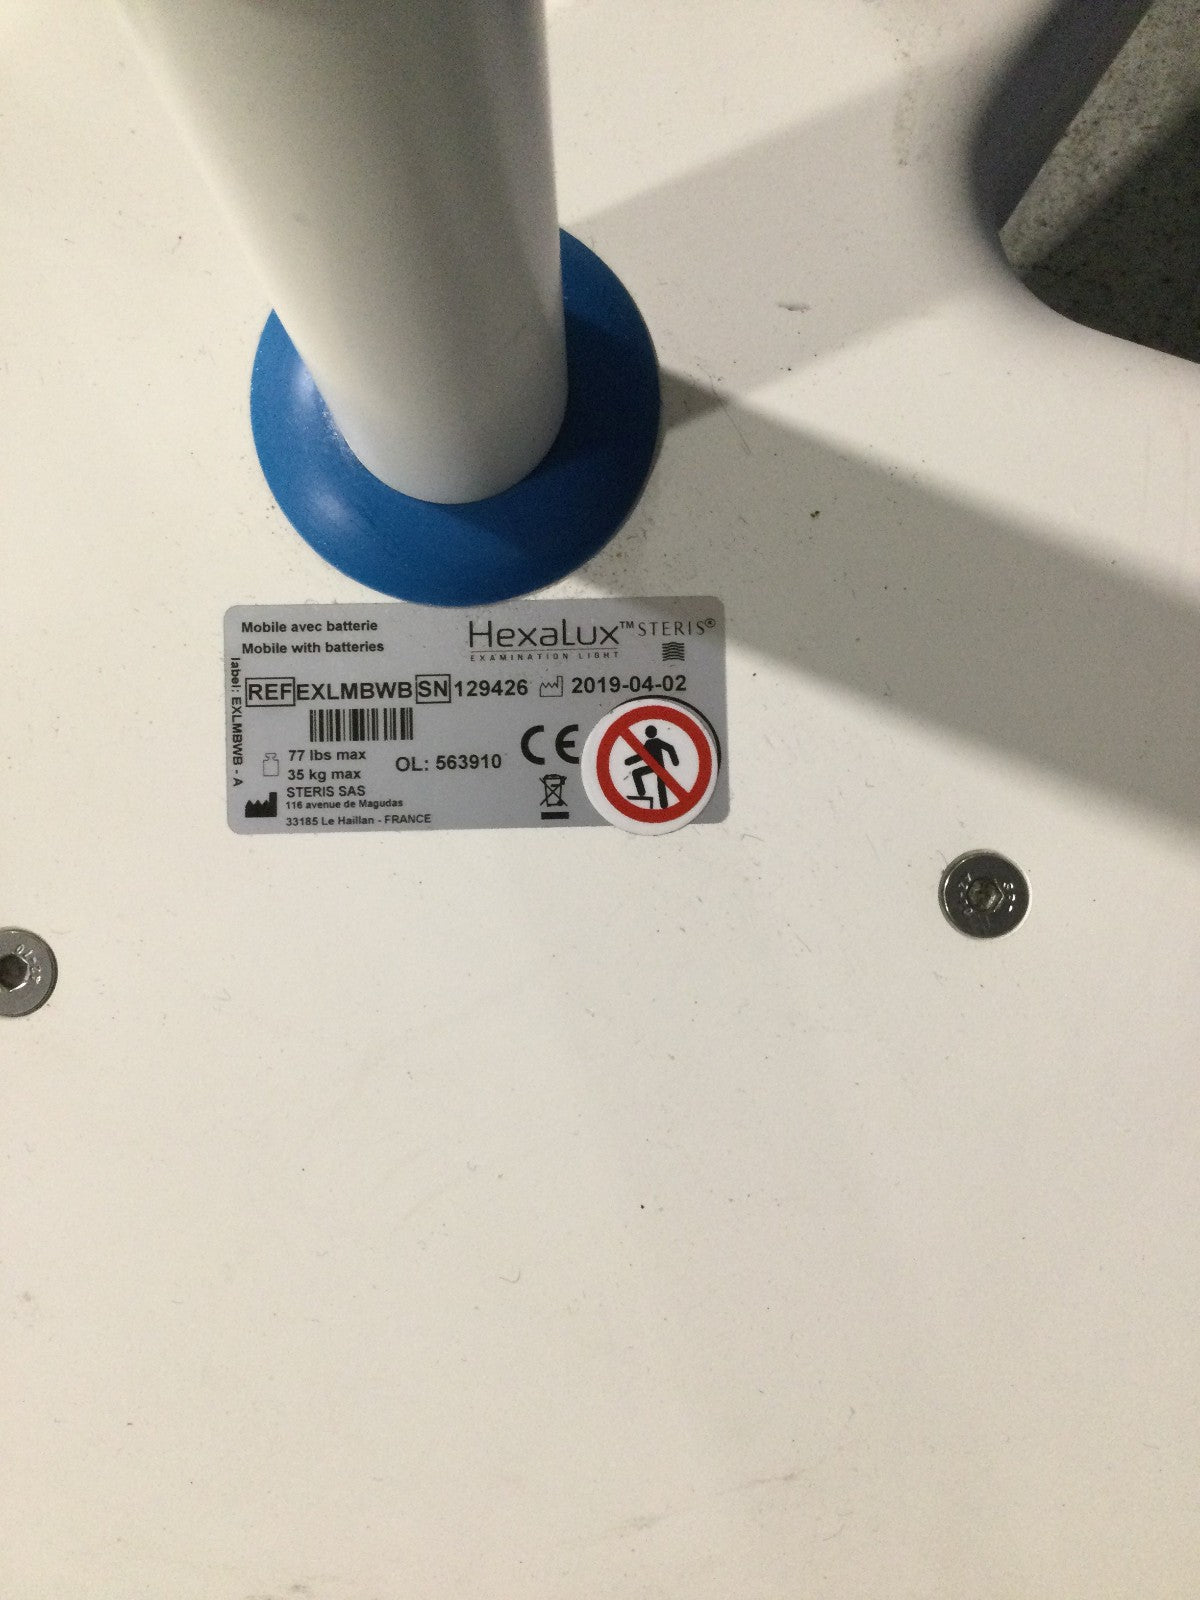 Mobile avec batterie
Mobile with batteries
HexaLux™ STERIS®
EXAMINATION LIGHT
label: EXLMBWB - A
REF EXLMBWB SN 129426 2019-04-02
77 lbs max
35 kg max
OL: 563910
CE
STERIS SAS
116 avenue de Magudas
33185 Le Haillan - FRANCE